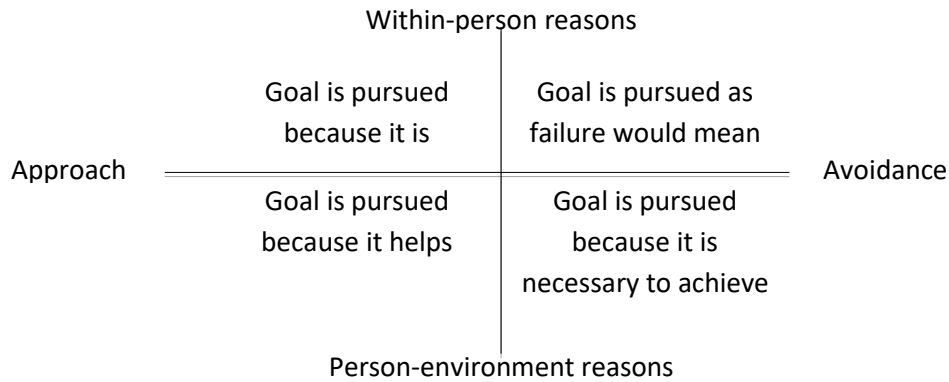 Within-person reasons
Goal is pursued
because it is
Goal is pursued as
failure would mean
Approach
Avoidance
Goal is pursued
because it helps
Goal is pursued
because it is
necessary to achieve
Person-environment reasons